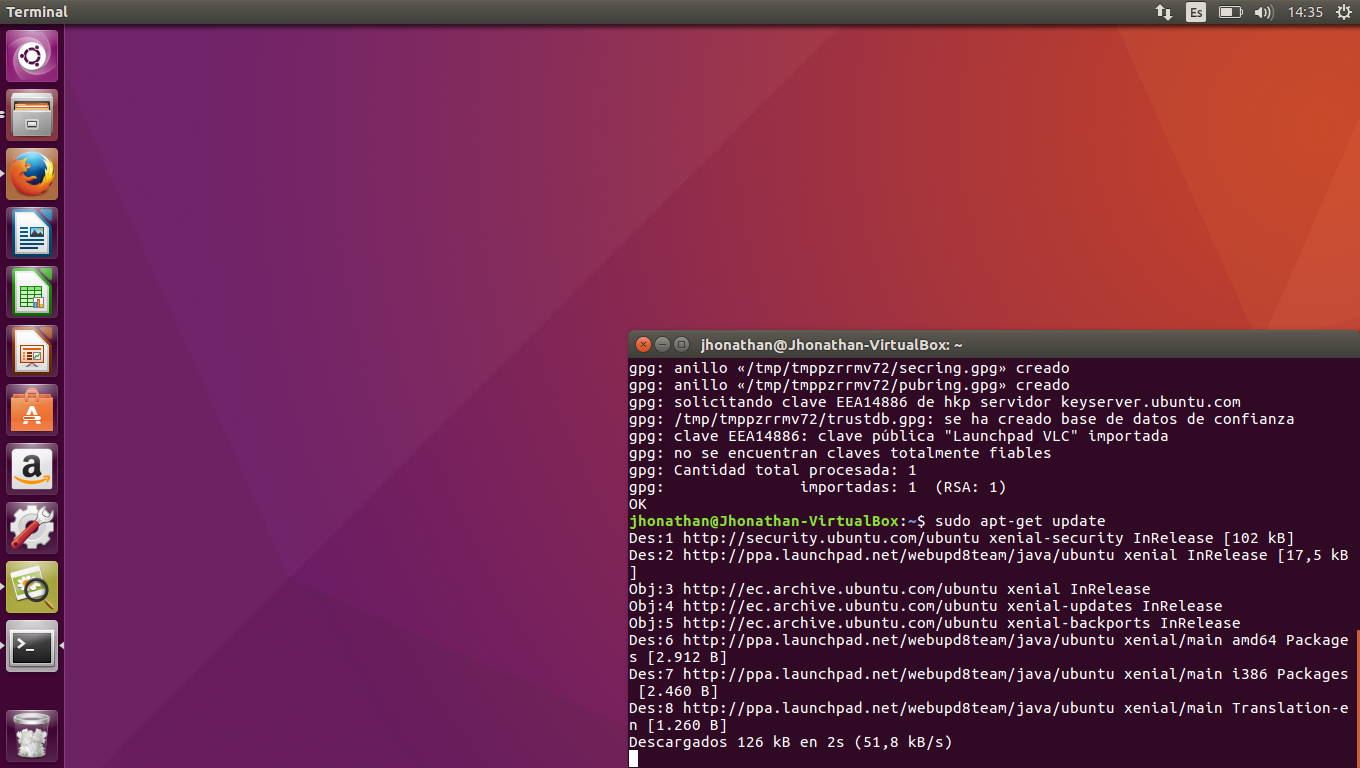 Terminal
Es
14:35
jhonathan@Jhonathan-VirtualBox: ~
gpg: anillo «/tmp/tmppzrrmv72/secring.gpg» creado
gpg: anillo «/tmp/tmppzrrmv72/pubring.gpg» creado
gpg: solicitando clave EEA14886 de hkp servidor keyserver.ubuntu.com
gpg: /tmp/tmppzrrmv72/trustdb.gpg: se ha creado base de datos de confianza
gpg: clave EEA14886: clave pública "Launchpad VLC" importada
gpg: no se encuentran claves totalmente fiables
gpg: Cantidad total procesada: 1
gpg:               importadas: 1  (RSA: 1)
OK
jhonathan@Jhonathan-VirtualBox:~$ sudo apt-get update
Des:1 http://security.ubuntu.com/ubuntu xenial-security InRelease [102 kB]
Des:2 http://ppa.launchpad.net/webupd8team/java/ubuntu xenial InRelease [17,5 kB
]
Obj:3 http://ec.archive.ubuntu.com/ubuntu xenial InRelease
Obj:4 http://ec.archive.ubuntu.com/ubuntu xenial-updates InRelease
Obj:5 http://ec.archive.ubuntu.com/ubuntu xenial-backports InRelease
Des:6 http://ppa.launchpad.net/webupd8team/java/ubuntu xenial/main amd64 Package
s [2.912 B]
Des:7 http://ppa.launchpad.net/webupd8team/java/ubuntu xenial/main i386 Packages
 [2.460 B]
Des:8 http://ppa.launchpad.net/webupd8team/java/ubuntu xenial/main Translation-e
n [1.260 B]
Descargados 126 kB en 2s (51,8 kB/s)